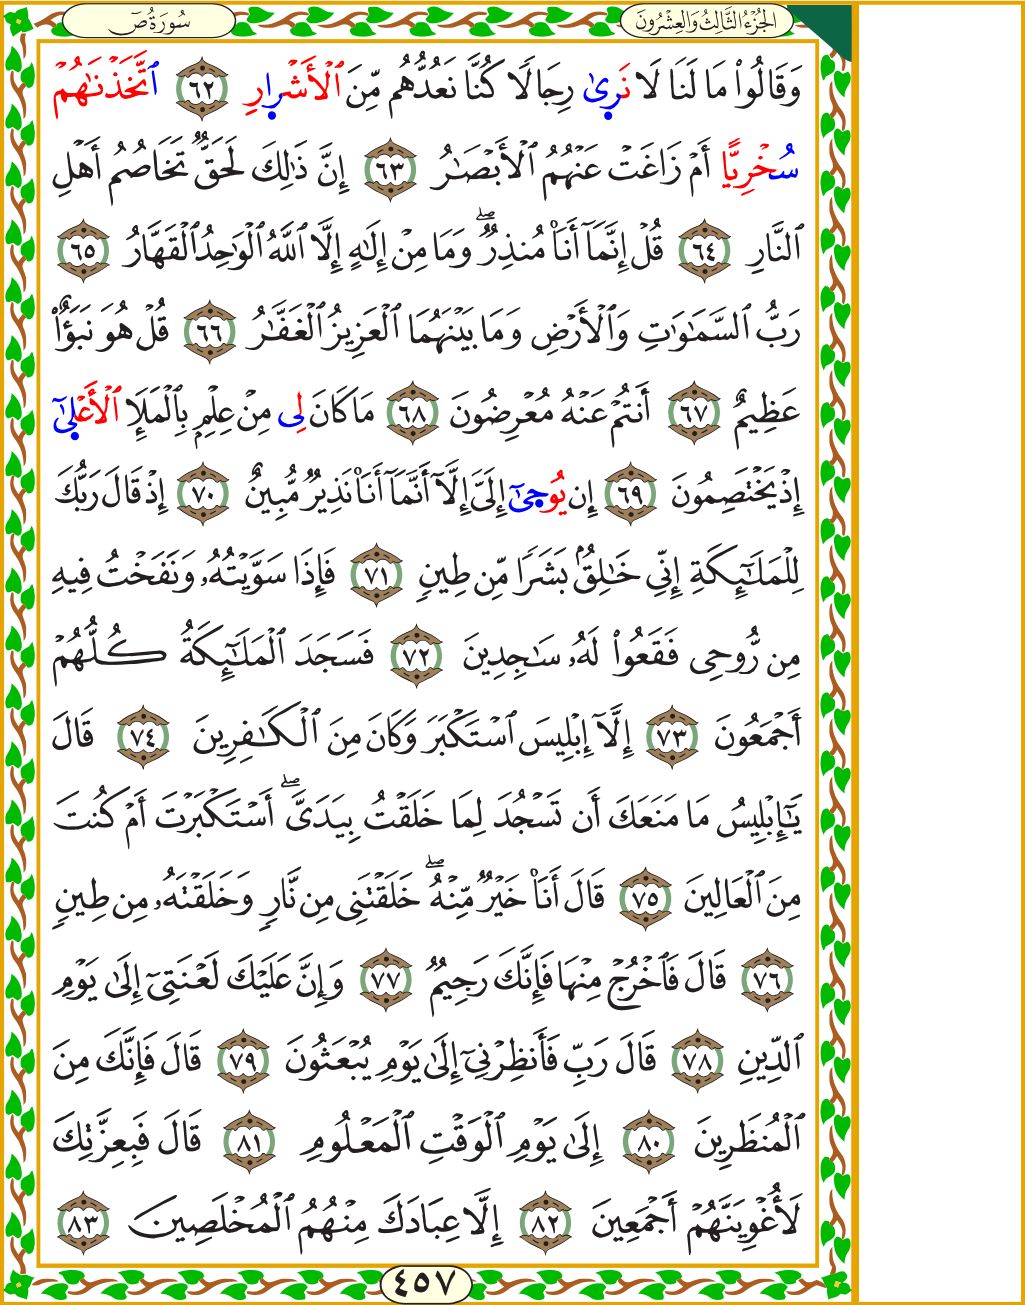 الجُزْءُ الثَّالِثُ وَالعِشْرُونَ
سُورَةُ صٓ
وَقَالُوا۟ مَا لَنَا لَا نَرِىٰ رِجَالًا كُنَّا نَعُدُّهُم مِّنَ ٱلْأَشْرِارِ ٦٢ ٱتَّخَذْنَٰهُمْ
سُخْرِيًّا أَمْ زَاغَتْ عَنْهُمُ ٱلْأَبْصَٰرُ ٦٣ إِنَّ ذَٰلِكَ لَحَقٌّ تَخَاصُمُ أَهْلِ
ٱلنَّارِ ٦٤ قُلْ إِنَّمَآ أَنَا۠ مُنذِرٌۖ وَمَا مِنْ إِلَٰهٍ إِلَّا ٱللَّهُ ٱلْوَٰحِدُ ٱلْقَهَّارُ ٦٥
رَبُّ ٱلسَّمَٰوَٰتِ وَٱلْأَرْضِ وَمَا بَيْنَهُمَا ٱلْعَزِيزُ ٱلْغَفَّٰرُ ٦٦ قُلْ هُوَ نَبَؤٌا۟
عَظِيمٌ ٦٧ أَنتُمْ عَنْهُ مُعْرِضُونَ ٦٨ مَا كَانَ لِى مِنْ عِلْمٍ بِٱلْمَلَإِ ٱلْأَعْلِىٰٓ
إِذْ يَخْتَصِمُونَ ٦٩ إِن يُوحِىٰٓ إِلَىَّ إِلَّآ أَنَّمَآ أَنَا۠ نَذِيرٌ مُّبِينٌ ٧٠ إِذْ قَالَ رَبُّكَ
لِلْمَلَٰٓئِكَةِ إِنِّى خَٰلِقٌۢ بَشَرًا مِّن طِينٍ ٧١ فَإِذَا سَوَّيْتُهُۥ وَنَفَخْتُ فِيهِ
مِن رُّوحِى فَقَعُوا۟ لَهُۥ سَٰجِدِينَ ٧٢ فَسَجَدَ ٱلْمَلَٰٓئِكَةُ كُلُّهُمْ
أَجْمَعُونَ ٧٣ إِلَّآ إِبْلِيسَ ٱسْتَكْبَرَ وَكَانَ مِنَ ٱلْكَٰفِرِينَ ٧٤ قَالَ
يَٰٓإِبْلِيسُ مَا مَنَعَكَ أَن تَسْجُدَ لِمَا خَلَقْتُ بِيَدَىَّۖ أَسْتَكْبَرْتَ أَمْ كُنتَ
مِنَ ٱلْعَالِينَ ٧٥ قَالَ أَنَا۠ خَيْرٌ مِّنْهُۖ خَلَقْتَنِى مِن نَّارٍ وَخَلَقْتَهُۥ مِن طِينٍ
٧٦ قَالَ فَٱخْرُجْ مِنْهَا فَإِنَّكَ رَجِيمٌ ٧٧ وَإِنَّ عَلَيْكَ لَعْنَتِىٓ إِلَىٰ يَوْمِ
ٱلدِّينِ ٧٨ قَالَ رَبِّ فَأَنظِرْنِىٓ إِلَىٰ يَوْمِ يُبْعَثُونَ ٧٩ قَالَ فَإِنَّكَ مِنَ
ٱلْمُنظَرِينَ ٨٠ إِلَىٰ يَوْمِ ٱلْوَقْتِ ٱلْمَعْلُومِ ٨١ قَالَ فَبِعِزَّتِكَ
لَأُغْوِيَنَّهُمْ أَجْمَعِينَ ٨٢ إِلَّا عِبَادَكَ مِنْهُمُ ٱلْمُخْلَصِينَ ٨٣
٤٥٧